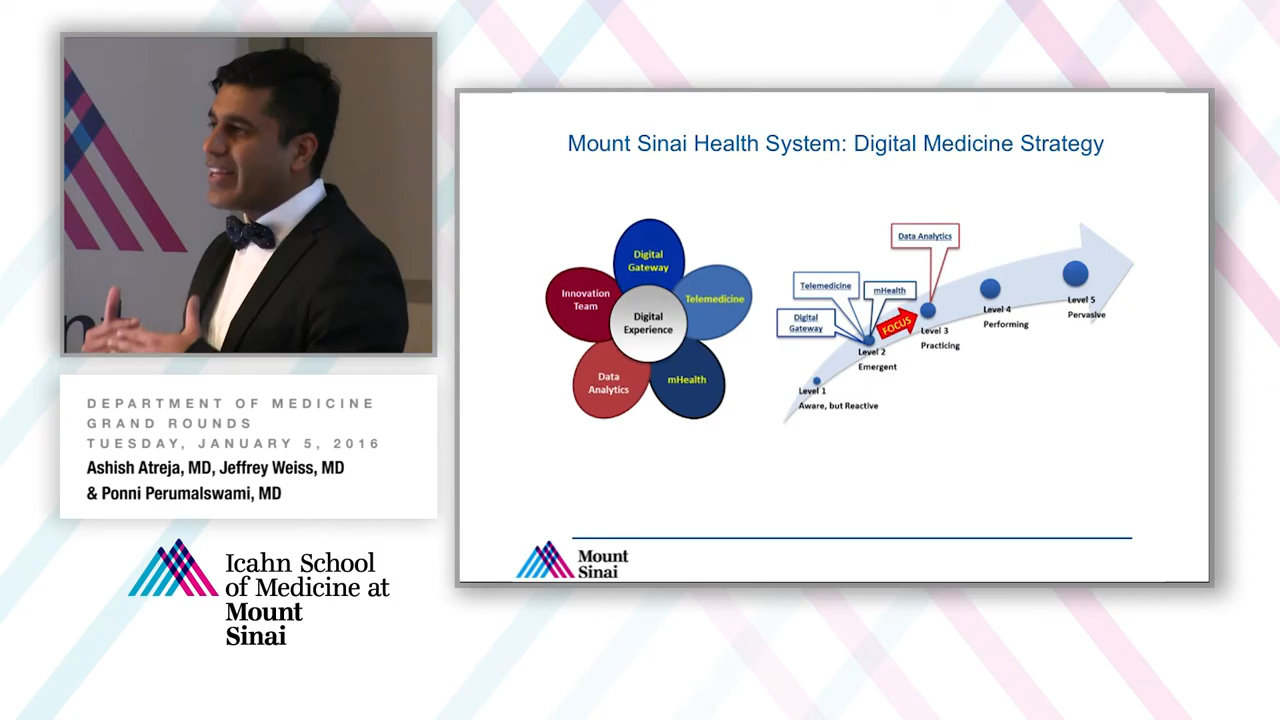 DEPARTMENT OF MEDICINE
GRAND ROUNDS
TUESDAY, JANUARY 5, 2016
Ashish Atreja, MD, Jeffrey Weiss, MD
& Ponni Perumalswami, MD
Icahn School
of Medicine at
Mount
Sinai
Mount Sinai Health System: Digital Medicine Strategy
Digital
Gateway
Innovation
Team
Telemedicine
Digital
Experience
Data
Analytics
mHealth
Data Analytics
Telemedicine
mHealth
Digital
Gateway
FOCUS
Level 1
Aware, but Reactive
Level 2
Emergent
Level 3
Practicing
Level 4
Performing
Level 5
Pervasive
Mount
Sinai